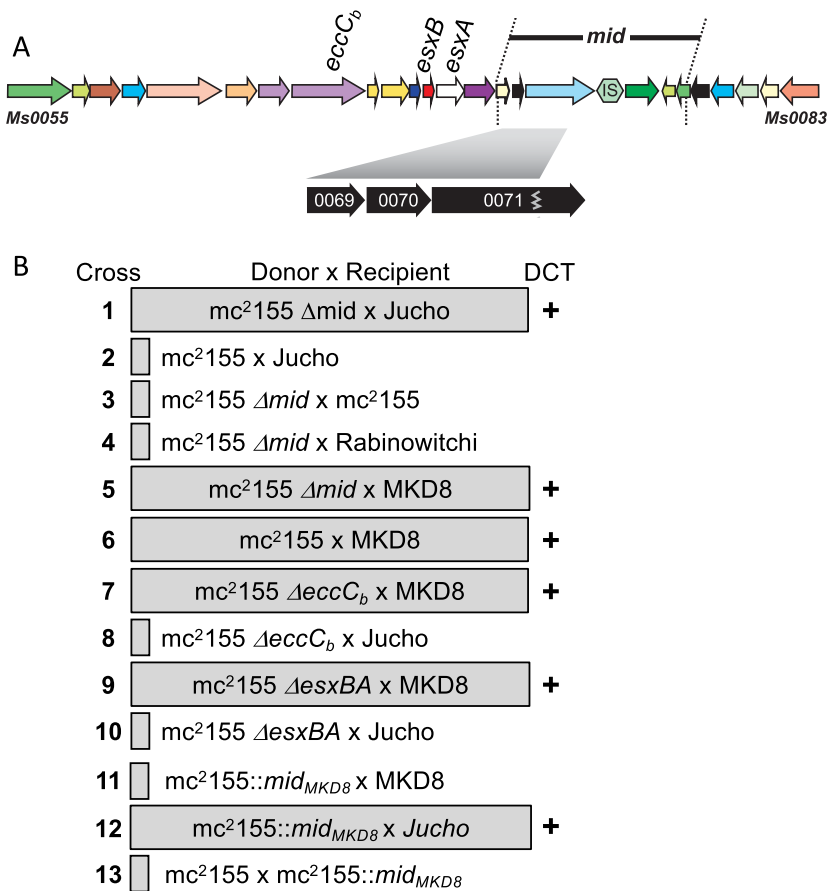 A
eccCb
esxB
esxA
mid
IS
Ms0055
Ms0083
0069 0070 0071
B
Cross Donor x Recipient DCT
1 mc²155 Δmid x Jucho +
2 mc²155 x Jucho
3 mc²155 Δmid x mc²155
4 mc²155 Δmid x Rabinowitchi
5 mc²155 Δmid x MKD8 +
6 mc²155 x MKD8 +
7 mc²155 ΔeccCb x MKD8 +
8 mc²155 ΔeccCb x Jucho
9 mc²155 ΔesxBA x MKD8 +
10 mc²155 ΔesxBA x Jucho
11 mc²155::midMKD8 x MKD8
12 mc²155::midMKD8 x Jucho +
13 mc²155 x mc²155::midMKD8